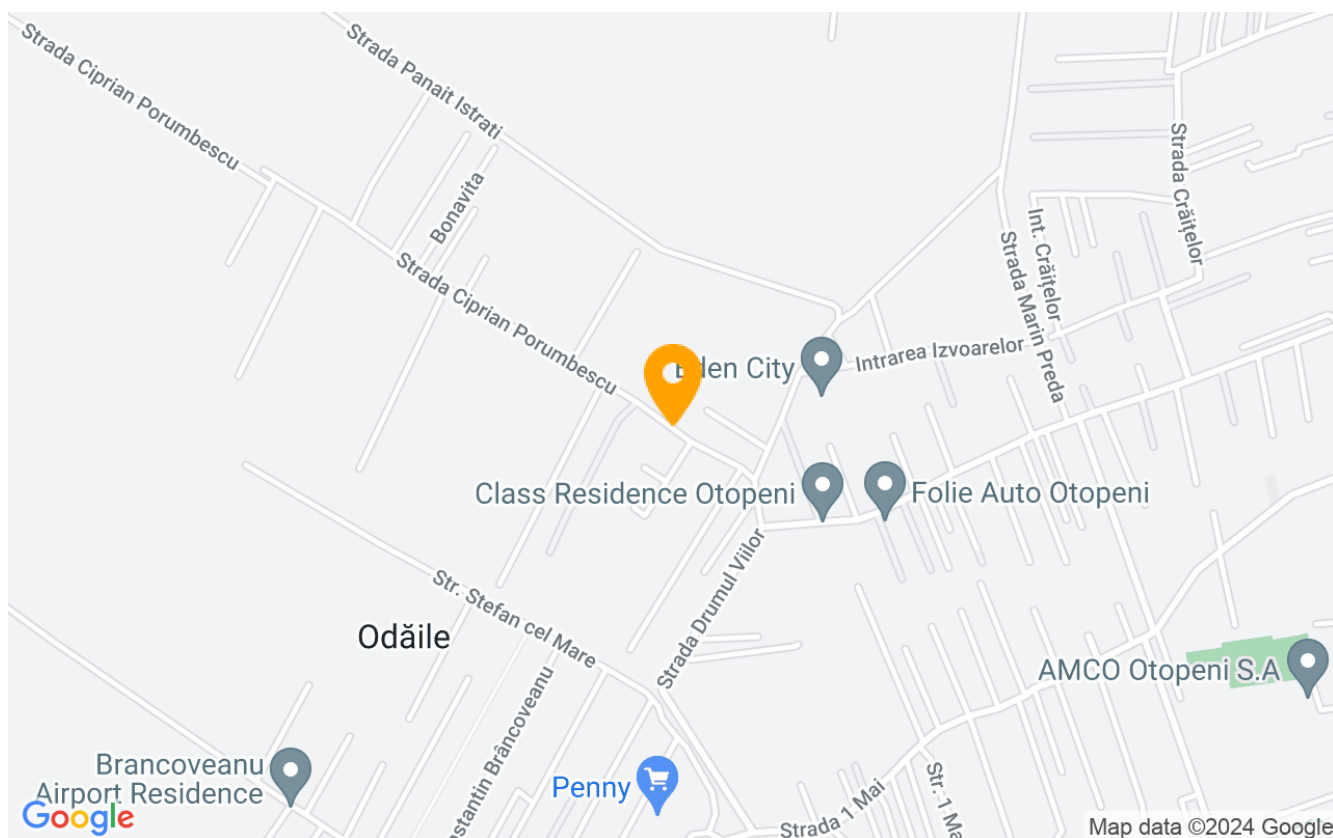 Strada Ciprian Porumbescu
Strada Panait Istrati
Bonavita
Strada Crăițelor
Int. Crăițelor
Strada Marin Preda
Strada Ciprian Porumbescu
Eden City
Intrarea Izvoarelor
Class Residence Otopeni
Folie Auto Otopeni
Str. Stefan cel Mare
Strada Drumul Viilor
Odăile
AMCO Otopeni S.A
onstantin Brâncoveanu
Brancoveanu
Airport Residence
Penny
Strada 1 Mai
Str. 1 Ma
Google
Map data ©2024 Google